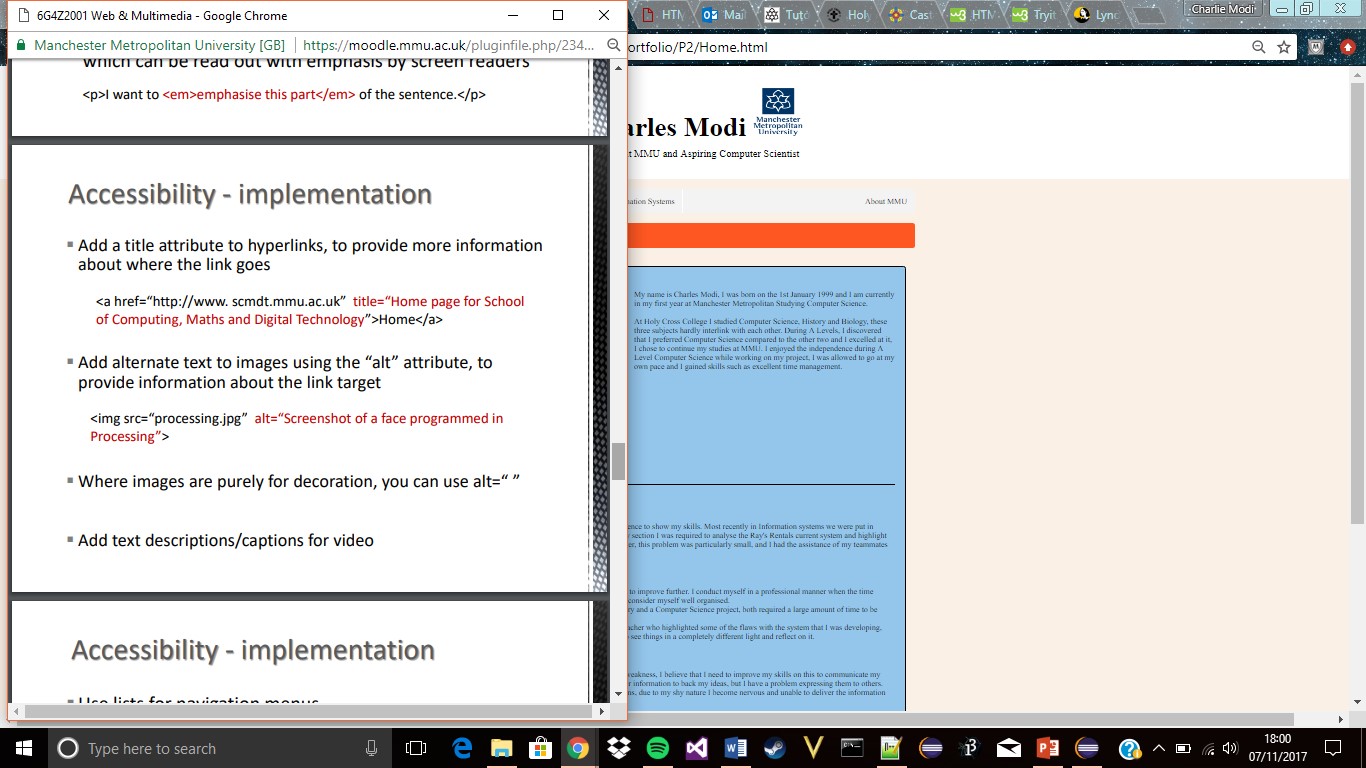 6G4Z2001 Web & Multimedia - Google Chrome
Manchester Metropolitan University [GB]
https://moodle.mmu.ac.uk/pluginfile.php/234...
which can be read out with emphasis by screen readers
<p>I want to <em>emphasise this part</em> of the sentence.</p>
Accessibility - implementation
▪ Add a title attribute to hyperlinks, to provide more information
about where the link goes
<a href=“http://www. scmdt.mmu.ac.uk” title=“Home page for School
of Computing, Maths and Digital Technology”>Home</a>
▪ Add alternate text to images using the “alt” attribute, to
provide information about the link target
<img src=“processing.jpg” alt=“Screenshot of a face programmed in
Processing”>
▪ Where images are purely for decoration, you can use alt=“ ”
▪ Add text descriptions/captions for video
Accessibility - implementation
▪ Use lists for navigation menus
HTM
Mail
Tuto
Holy
Cast
HTM
Tryit
Lync
Charlie Modi
ortfolio/P2/Home.html
arles Modi
Manchester
Metropolitan
University
t MMU and Aspiring Computer Scientist
ation Systems
About MMU
My name is Charles Modi, I was born on the 1st January 1999 and I am currently
in my first year at Manchester Metropolitan Studying Computer Science.
At Holy Cross College I studied Computer Science, History and Biology, these
three subjects hardly interlink with each other. During A Levels, I discovered
that I preferred Computer Science compared to the other two and I excelled at it,
I chose to continue my studies at MMU. I enjoyed the independence during A
Level Computer Science while working on my project, I was allowed to go at my
own pace and I gained skills such as excellent time management.
ence to show my skills. Most recently in Information systems we were put in
section I was required to analyse the Ray's Rentals current system and highlight
er, this problem was particularly small, and I had the assistance of my teammates
to improve further. I conduct myself in a professional manner when the time
consider myself well organised.
ry and a Computer Science project, both required a large amount of time to be
acher who highlighted some of the flaws with the system that I was developing,
see things in a completely different light and reflect on it.
weakness, I believe that I need to improve my skills on this to communicate my
r information to back my ideas, but I have a problem expressing them to others.
ns, due to my shy nature I become nervous and unable to deliver the information
Type here to search
18:00
07/11/2017